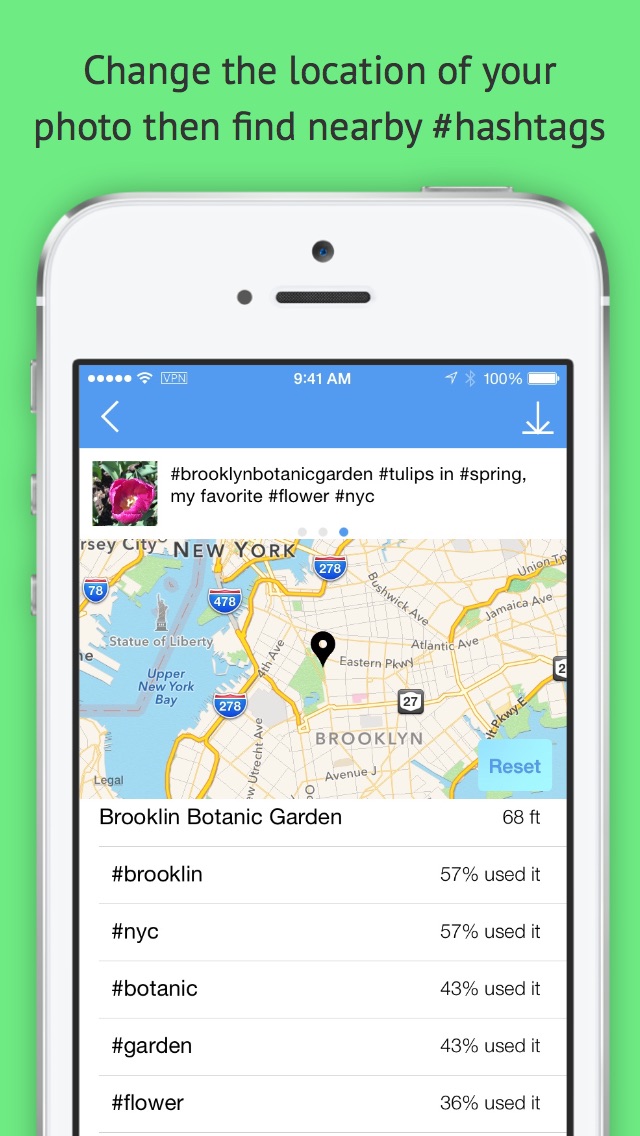 Change the location of your
photo then find nearby #hashtags
VPN
9:41 AM
100%
#brooklynbotanicgarden #tulips in #spring,
my favorite #flower #nyc
rsey City
NEW YORK
278
78
478
Union Tp
Bushwick Ave
Jamaica Ave
Statue of Liberty
Atlantic Ave
4th Ave
Eastern Pkwy
Upper
New York
Bay
278
27
BROOKLYN
ew Utrecht Ave
Avenue J
lt Pkwy E
Reset
Legal
Brooklin Botanic Garden
68 ft
#brooklin
57% used it
#nyc
57% used it
#botanic
43% used it
#garden
43% used it
#flower
36% used it